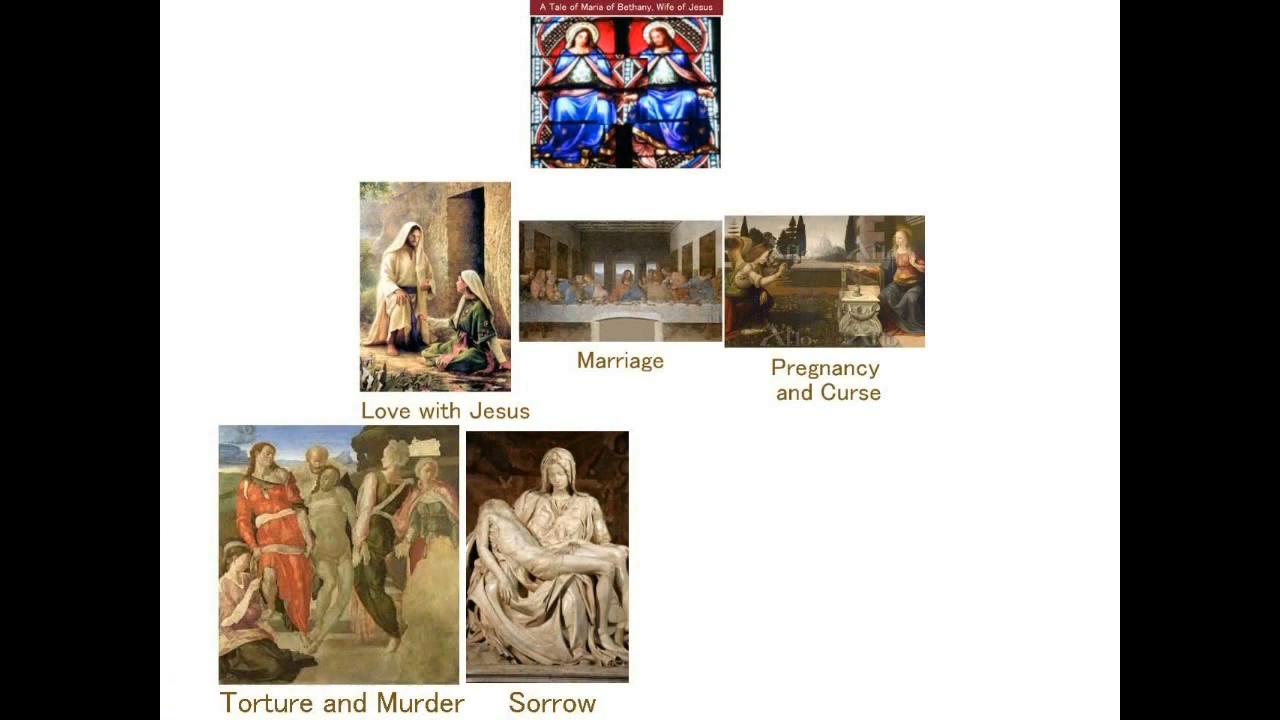 A Tale of Maria of Bethany, Wife of Jesus
Marriage
Pregnancy
and Curse
Love with Jesus
Torture and Murder
Sorrow